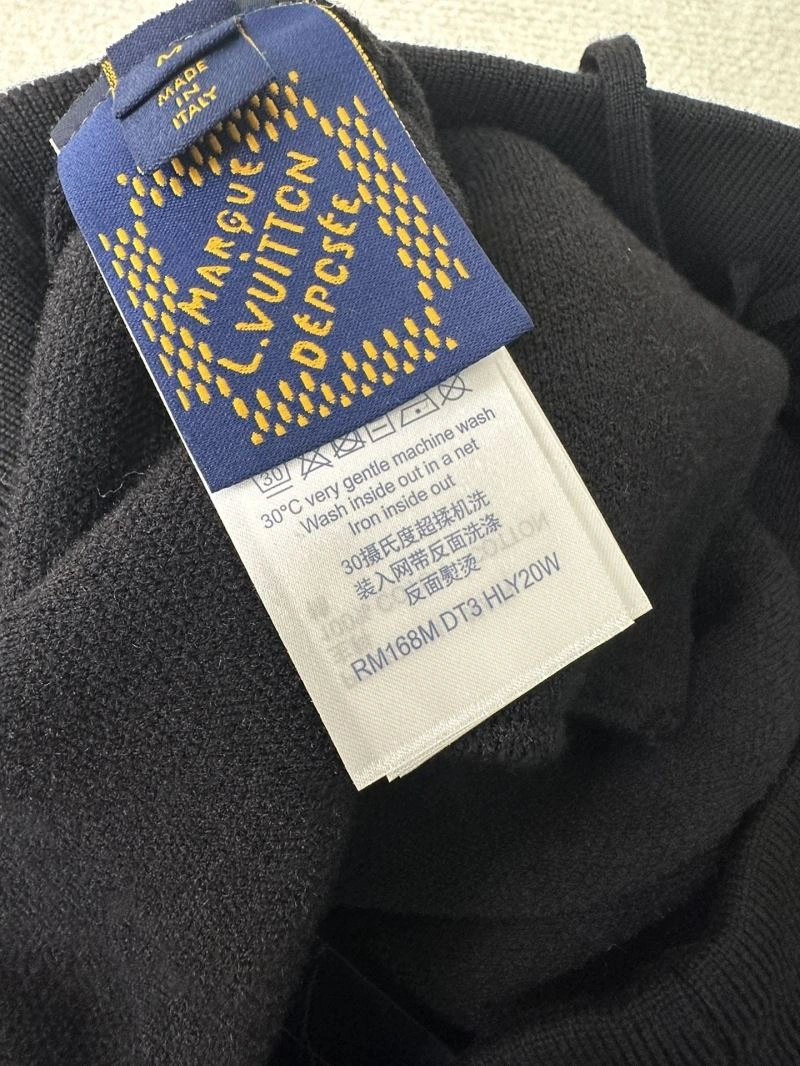 M
MADE
IN
ITALY
MARQUE
L.VUITTON
DÉPOSÉE
30
30°C very gentle machine wash
Wash inside out in a net
Iron inside out
30摄氏度超揉机洗
装入网带反面洗涤
反面熨烫
RM168M DT3 HLY20W